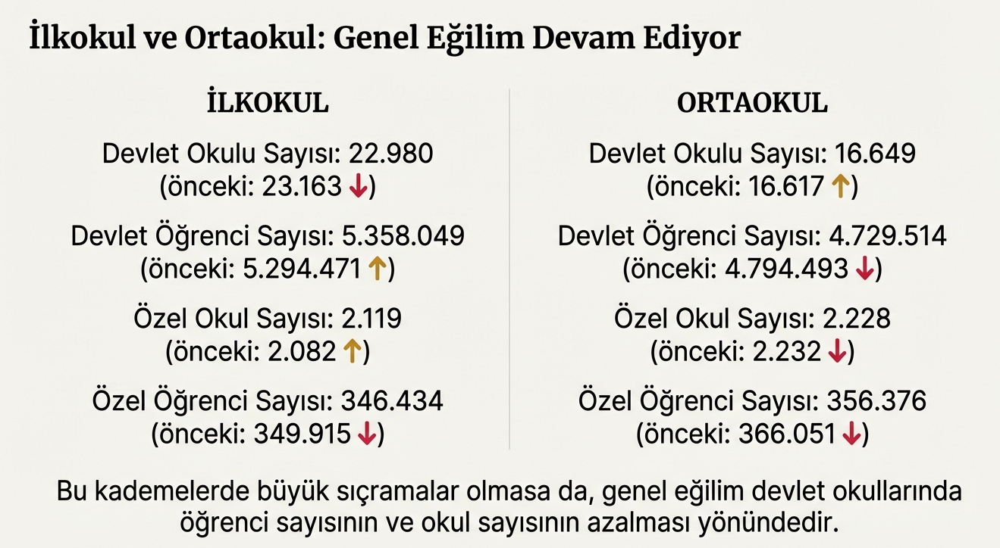 İlkokul ve Ortaokul: Genel Eğilim Devam Ediyor
İLKOKUL
Devlet Okulu Sayısı: 22.980
(önceki: 23.163 ↓)
Devlet Öğrenci Sayısı: 5.358.049
(önceki: 5.294.471 ↑)
Özel Okul Sayısı: 2.119
(önceki: 2.082 ↑)
Özel Öğrenci Sayısı: 346.434
(önceki: 349.915 ↓)
ORTAOKUL
Devlet Okulu Sayısı: 16.649
(önceki: 16.617 ↑)
Devlet Öğrenci Sayısı: 4.729.514
(önceki: 4.794.493 ↓)
Özel Okul Sayısı: 2.228
(önceki: 2.232 ↓)
Özel Öğrenci Sayısı: 356.376
(önceki: 366.051 ↓)
Bu kademelerde büyük sıçramalar olmasa da, genel eğilim devlet okullarında
öğrenci sayısının ve okul sayısının azalması yönündedir.